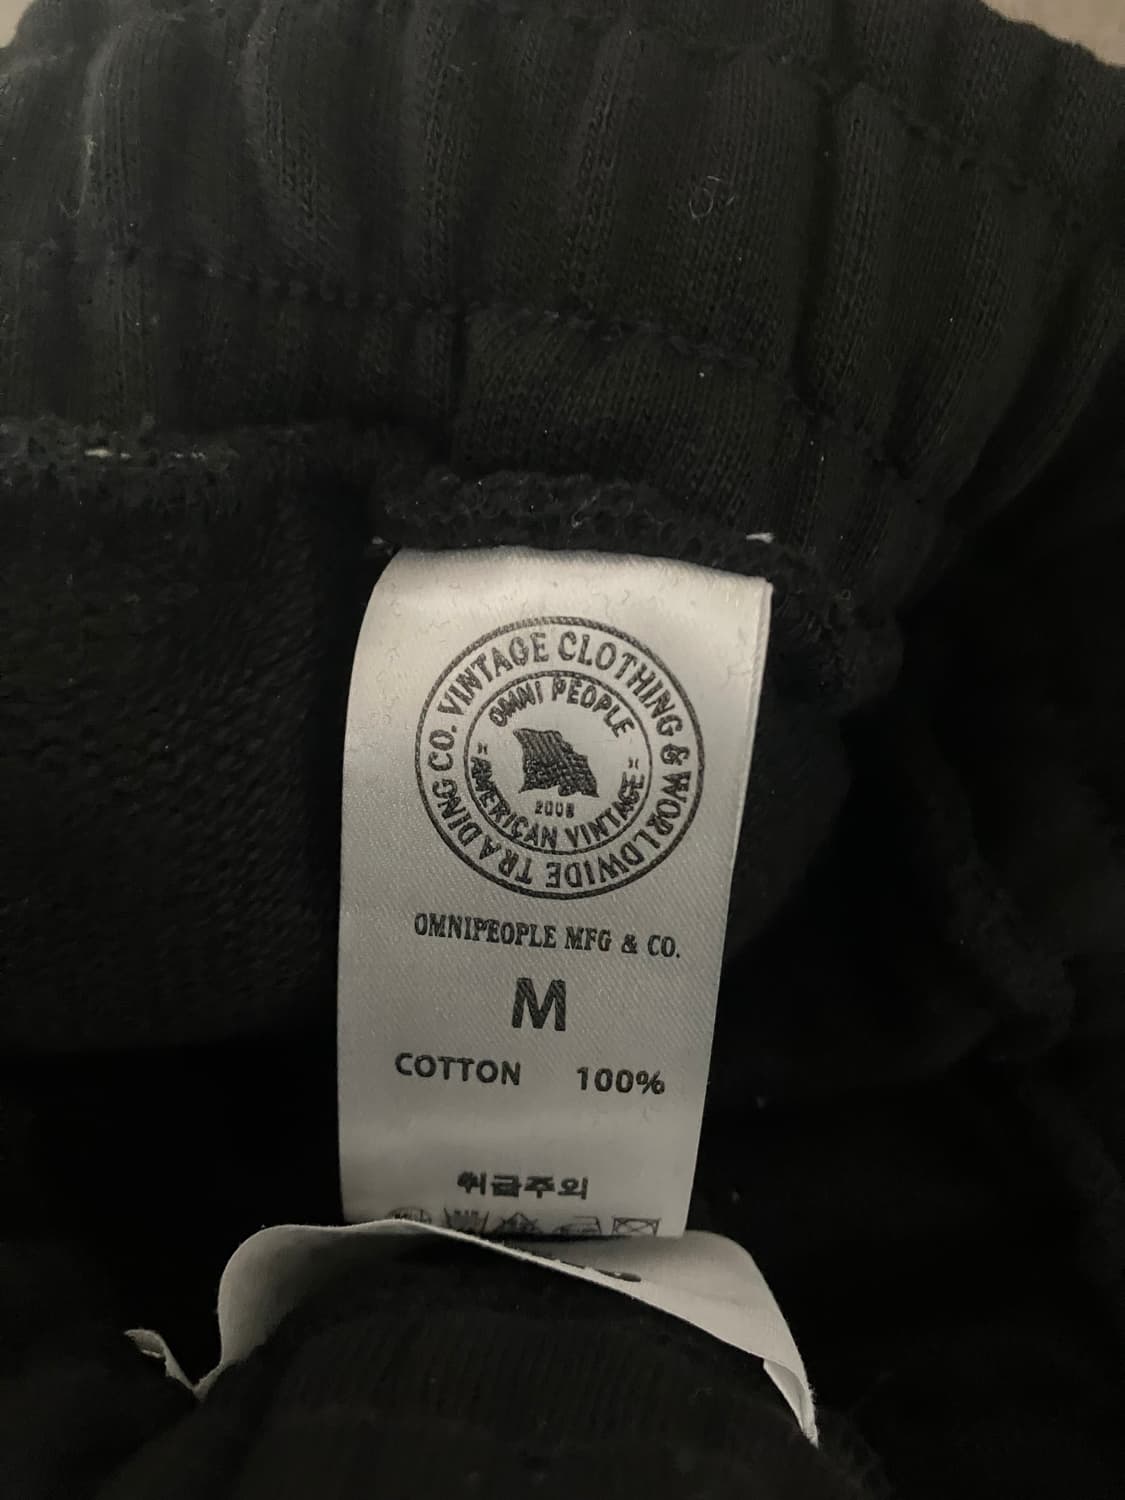 VINTAGE CLOTHING & WORLDWIDE TRADING CO.
OMNI PEOPLE
2008
AMERICAN VINTAGE
OMNIPEOPLE MFG & CO.
M
COTTON 100%
취급주의